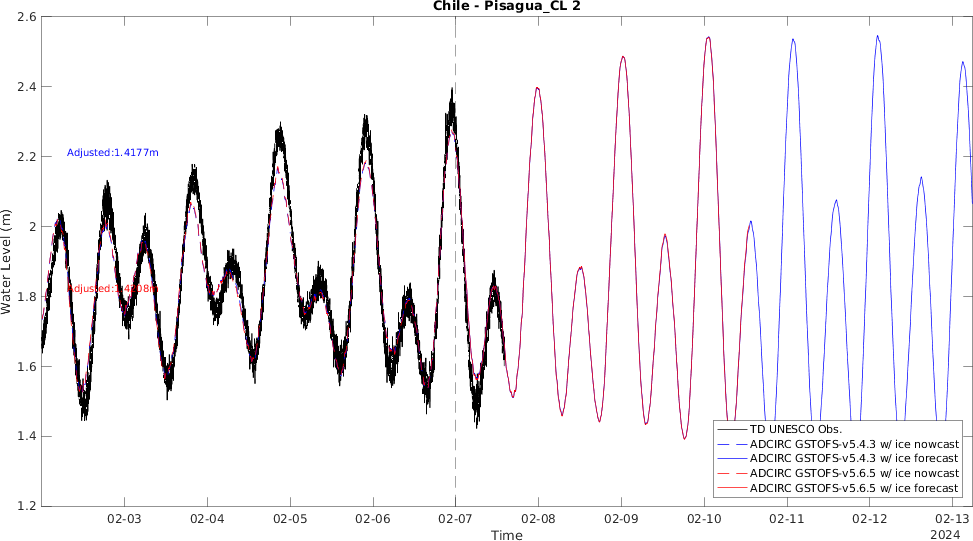 Chile - Pisagua_CL 2
2.6
2.4
2.2
2
1.8
1.6
1.4
1.2
Water Level (m)
Adjusted:1.4177m
TD UNESCO Obs.
ADCIRC GSTOFS-v5.4.3 w/ ice nowcast
ADCIRC GSTOFS-v5.4.3 w/ ice forecast
ADCIRC GSTOFS-v5.6.5 w/ ice nowcast
ADCIRC GSTOFS-v5.6.5 w/ ice forecast
02-03 02-04 02-05 02-06 02-07 02-08 02-09 02-10 02-11 02-12 02-13
Time
2024